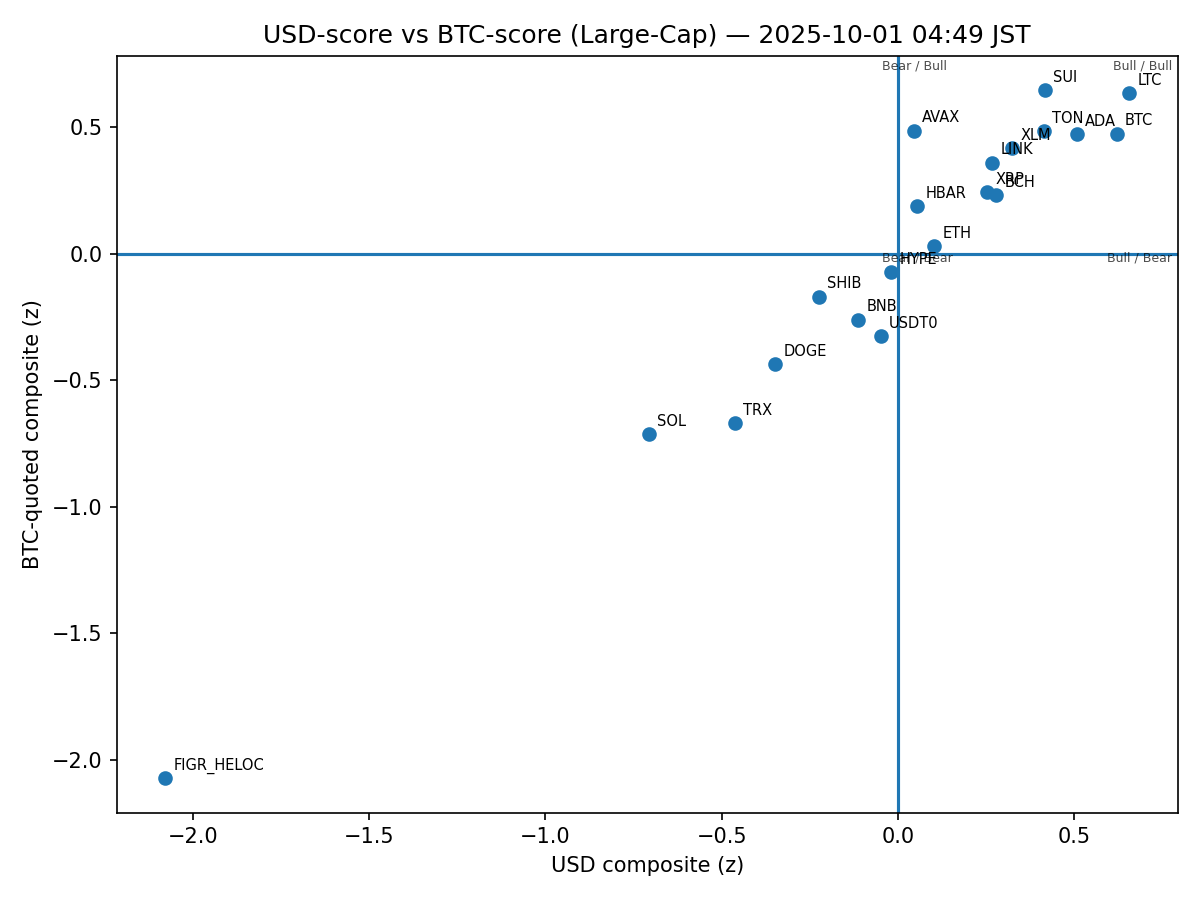 USD-score vs BTC-score (Large-Cap) — 2025-10-01 04:49 JST
Bear / Bull
Bull / Bull
SUI
LTC
AVAX
TON
ADA
BTC
XLM
LINK
XRP
BCH
HBAR
ETH
HYPE
Bear / Bear
Bull / Bear
SHIB
BNB
USDT0
DOGE
TRX
SOL
FIGR_HELOC
0.5
0.0
−0.5
−1.0
−1.5
−2.0
BTC-quoted composite (z)
−2.0
−1.5
−1.0
−0.5
0.0
0.5
USD composite (z)